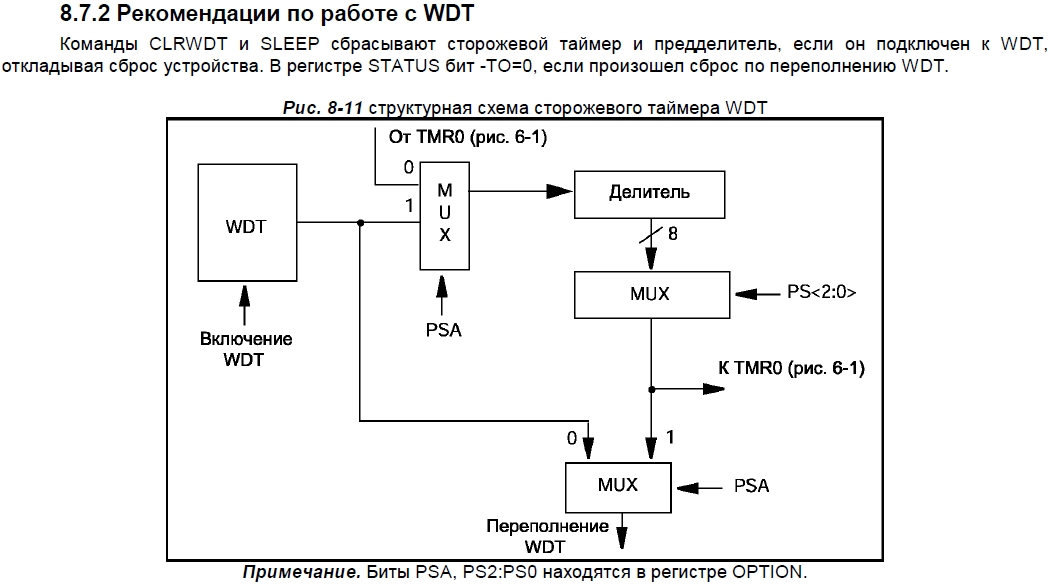 8.7.2 Рекомендации по работе с WDT
Команды CLRWDT и SLEEP сбрасывают сторожевой таймер и предделитель, если он подключен к WDT,
откладывая сброс устройства. В регистре STATUS бит -TO=0, если произошел сброс по переполнению WDT.
Рис. 8-11 структурная схема сторожевого таймера WDT
От TMR0 (рис. 6-1)
0
1
M
U
X
WDT
Делитель
8
MUX
PS<2:0>
PSA
Включение
WDT
К TMR0 (рис. 6-1)
0
1
MUX
PSA
Переполнение
WDT
Примечание. Биты PSA, PS2:PS0 находятся в регистре OPTION.